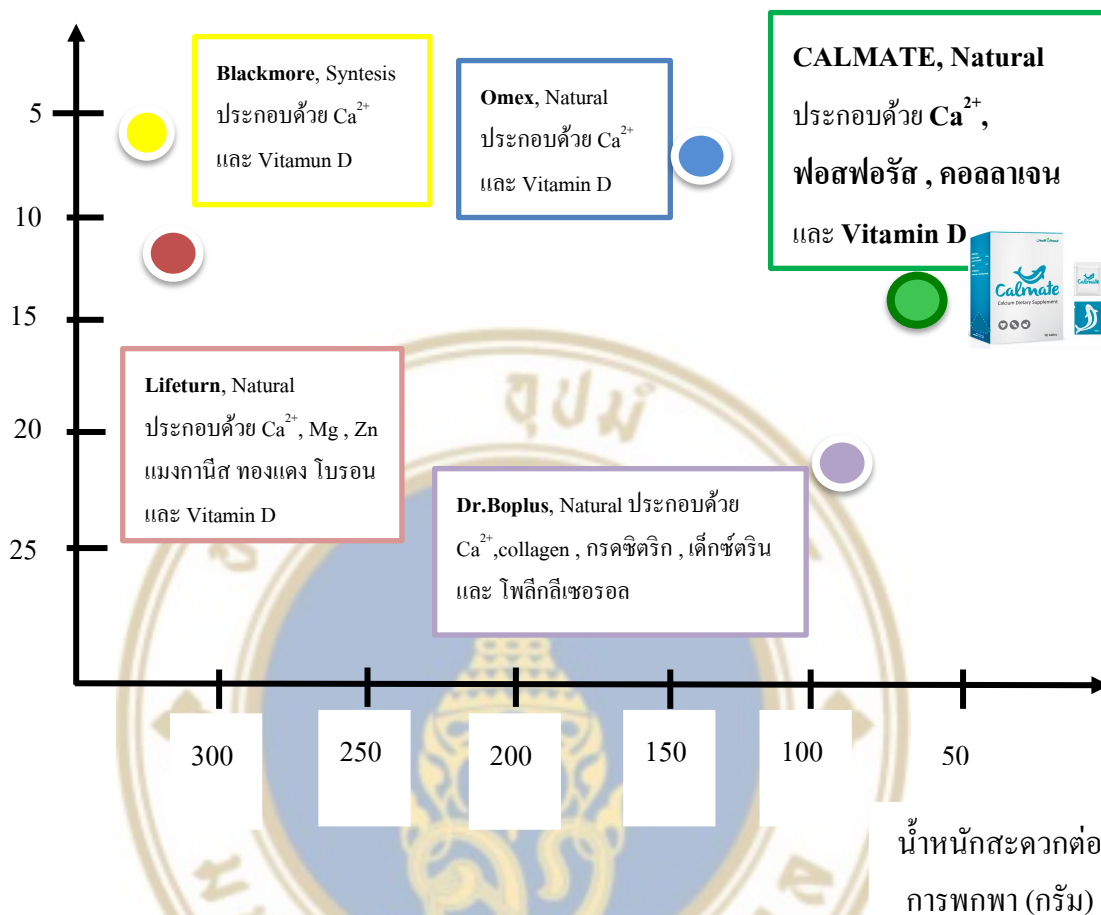 Blackmore, Syntesis
ประกอบด้วย Ca²⁺
และ Vitamun D
Omex, Natural
ประกอบด้วย Ca²⁺
และ Vitamin D
CALMATE, Natural
ประกอบด้วย Ca²⁺,
ฟอสฟอรัส , คอลลาเจน
และ Vitamin D
Calmate
Calcium Dietary Supplement
5
10
15
20
25
Lifeturn, Natural
ประกอบด้วย Ca²⁺, Mg , Zn
แมงกานีส ทองแดง โบรอน
และ Vitamin D
อุปมํ
Dr.Boplus, Natural ประกอบด้วย
Ca²⁺,collagen , กรดซิตริก , เด็กซ์ตริน
และ โพลีกลีเซอรอล
300
250
200
150
100
50
น้ำหนักสะดวกต่อ
การพกพา (กรัม)